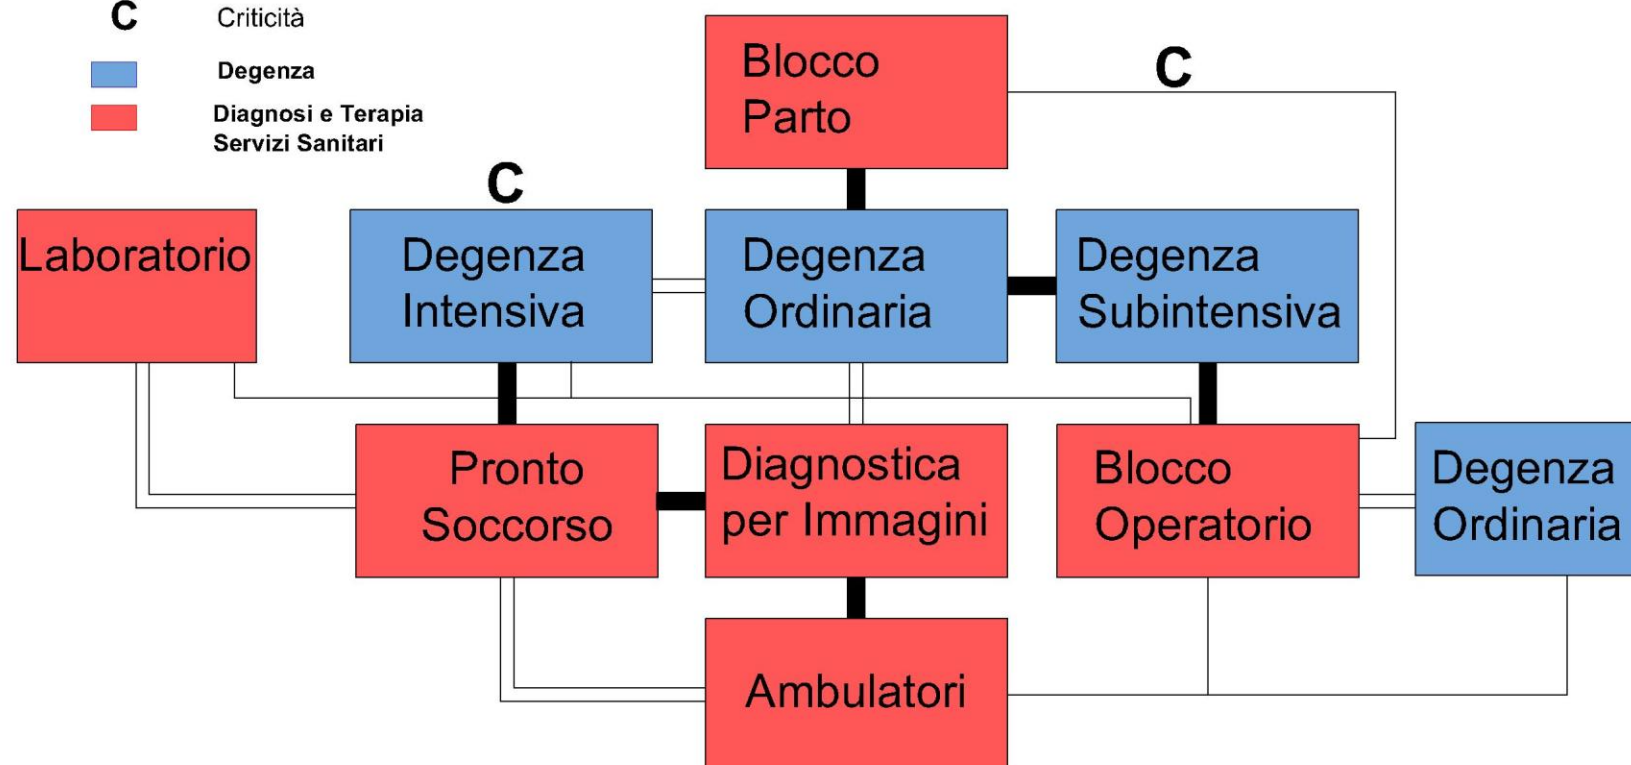 C Criticità
Degenza
Diagnosi e Terapia
Servizi Sanitari
Blocco
Parto
C
C
Laboratorio
Degenza
Intensiva
Degenza
Ordinaria
Degenza
Subintensiva
Pronto
Soccorso
Diagnostica
per Immagini
Blocco
Operatorio
Degenza
Ordinaria
Ambulatori